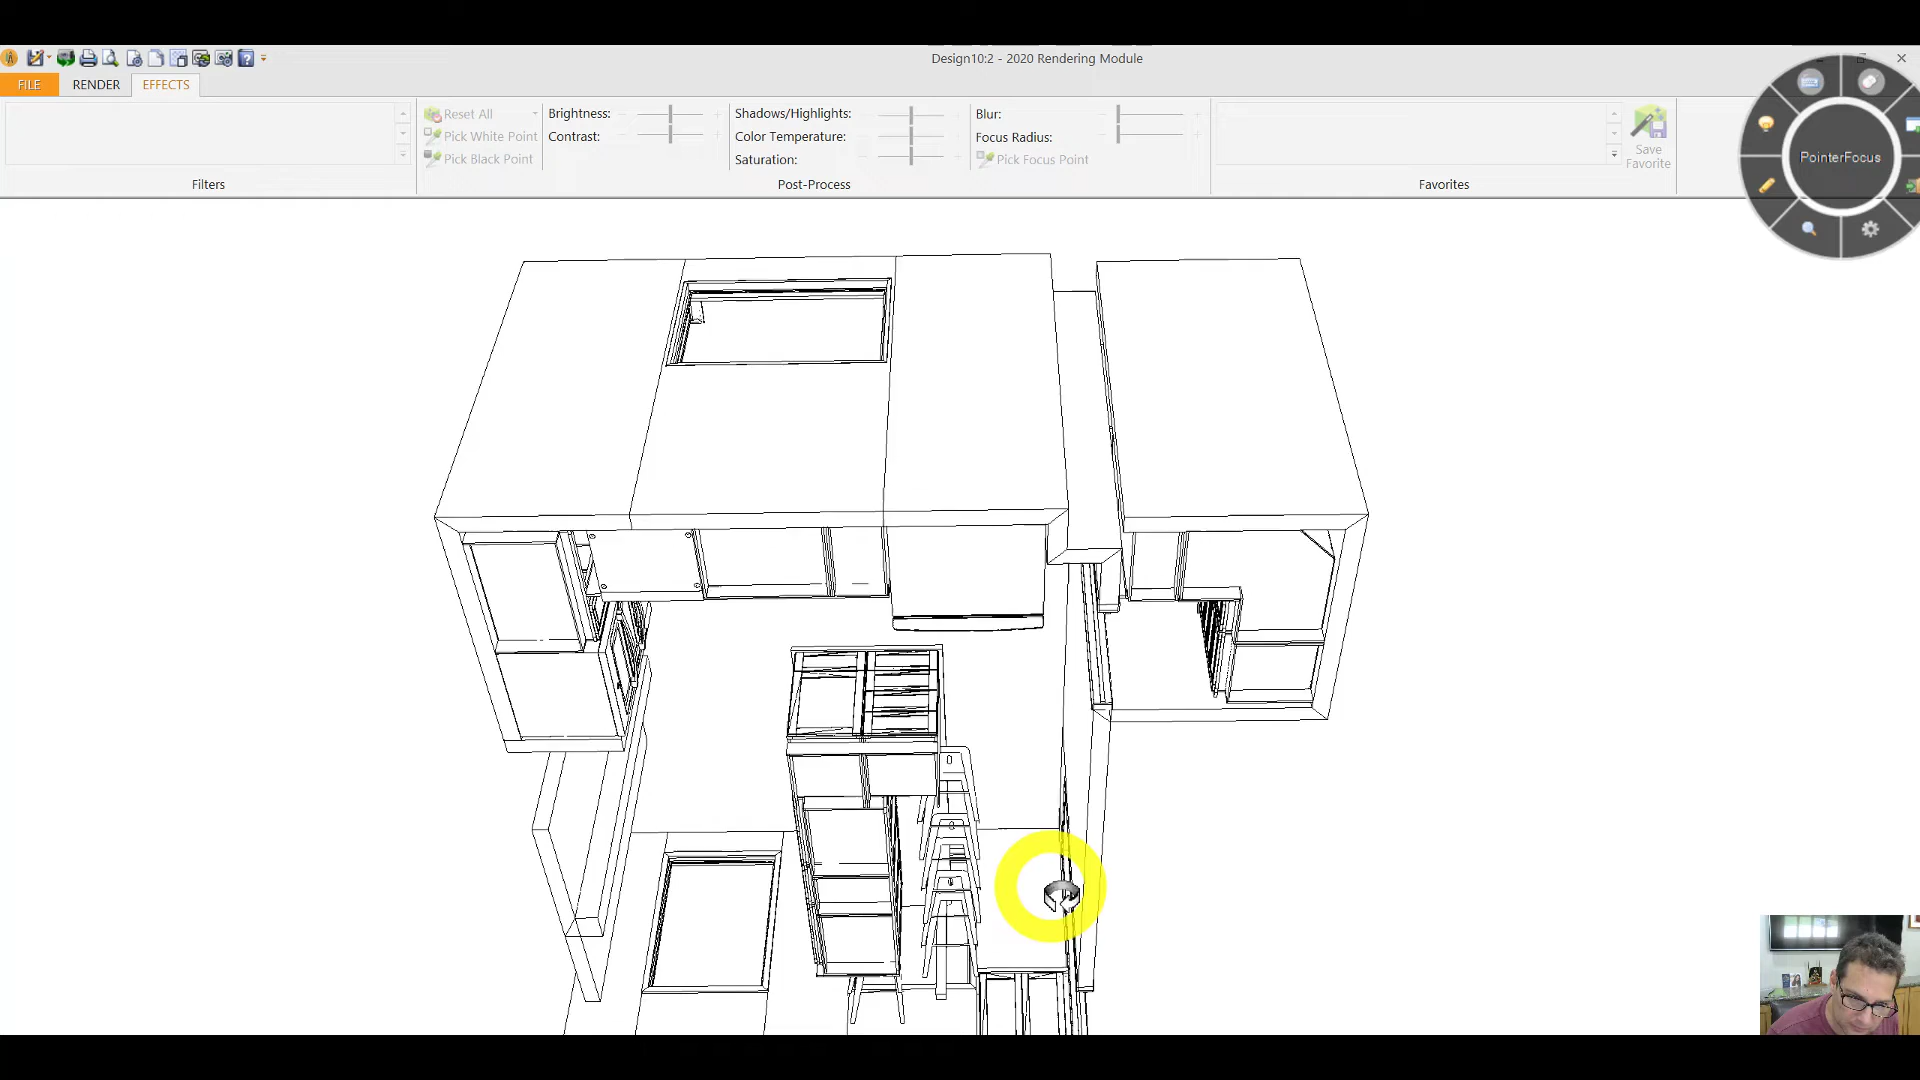 Design10:2 - 2020 Rendering Module
FILE
RENDER
EFFECTS
Reset All
Pick White Point
Pick Black Point
Brightness:
Contrast:
Shadows/Highlights:
Color Temperature:
Saturation:
Blur:
Focus Radius:
Pick Focus Point
Save
Favorite
Filters
Post-Process
Favorites
PointerFocus